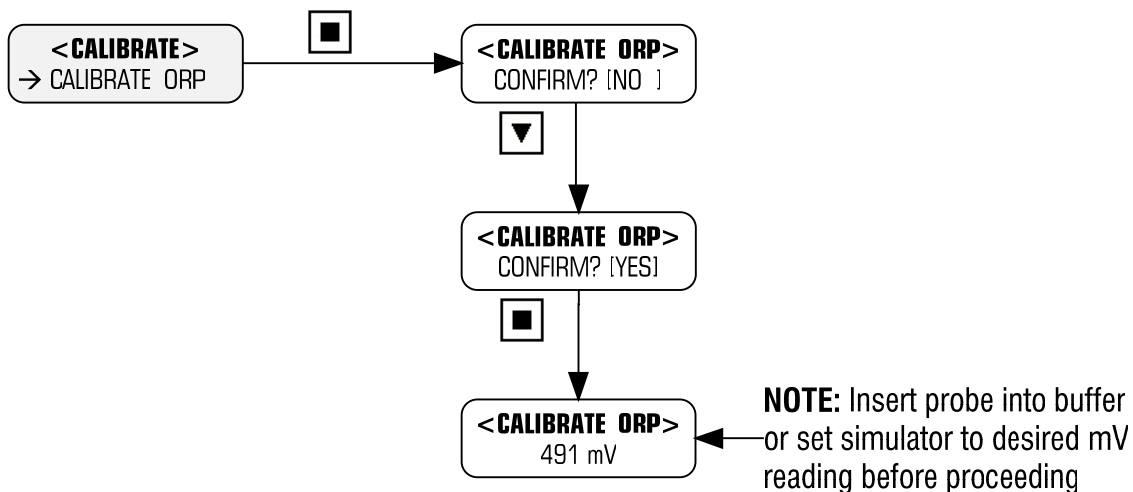 <CALIBRATE>
→ CALIBRATE ORP
<CALIBRATE ORP>
CONFIRM? [NO ]
<CALIBRATE ORP>
CONFIRM? [YES]
<CALIBRATE ORP>
491 mV
NOTE: Insert probe into buffer
or set simulator to desired mV
reading before proceeding